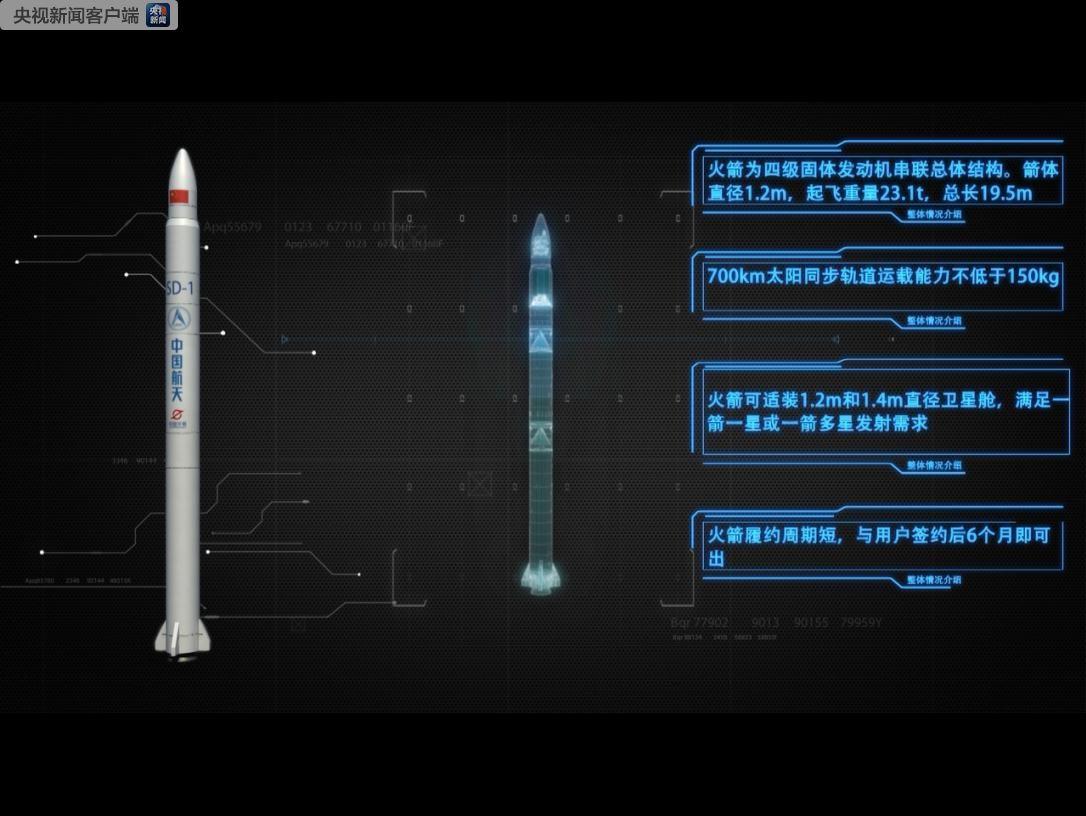 央视新闻客户端
央视
新闻
火箭为四级固体发动机串联总体结构。箭体
直径1.2m，起飞重量23.1t，总长19.5m
整体情况介绍
700km太阳同步轨道运载能力不低于150kg
整体情况介绍
火箭可适装1.2m和1.4m直径卫星舱，满足一
箭一星或一箭多星发射需求
整体情况介绍
火箭履约周期短，与用户签约后6个月即可
出
整体情况介绍
SD-1
中国航天
Apq55679 0123 67710 01160F
Apq55679 0123 67710 01160F
3346 90144
Bqr 77902 9013 90155 79959Y